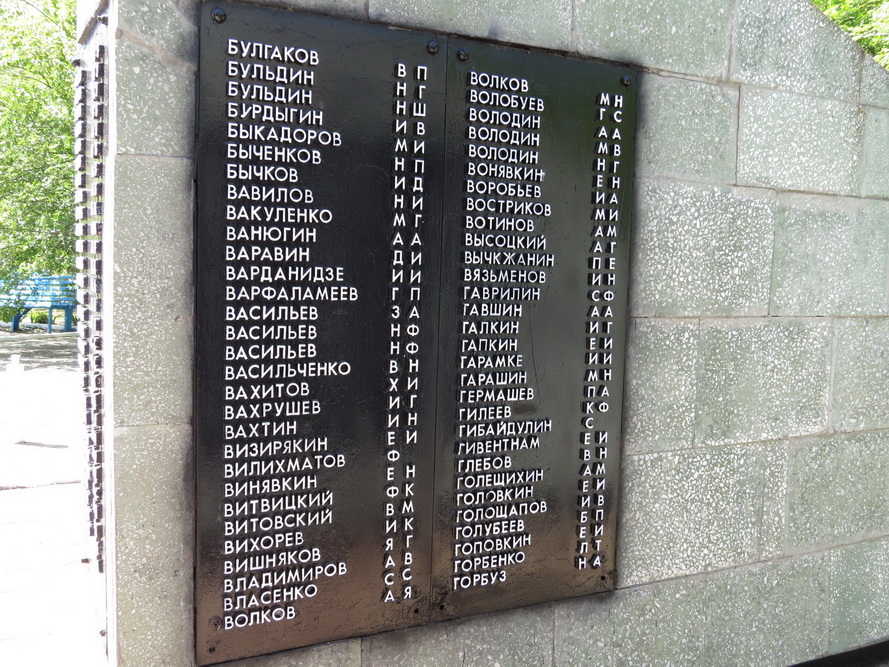 БУЛГАКОВ В П
БУЛЬДИН Н Г
БУЛЬДИН Н Ш
БУРДЫГИН
БЫКАДОРОВ
БЫЧЕНКОВ
БЫЧКОВ
ВАВИЛОВ
ВАКУЛЕНКО
ВАНЮГИН
ВАРАВИН
ВАРДАНИДЗЕ
ВАРФАЛАМЕЕВ
ВАСИЛЬЕВ
ВАСИЛЬЕВ
ВАСИЛЬЕВ
ВАСИЛЬЧЕНКО
ВАХИТОВ
ВАХРУШЕВ
ВАХТИН
ВИЗИРЯКИН
ВИЛИХМАТОВ
ВИНЯВКИН
ВИТВИЦКИЙ
ВИТОВСКИЙ
ВИХОРЕВ
ВИШНЯКОВ
ВЛАДИМИРОВ
ВЛАСЕНКО
ВОЛКОВ А Я
ВОЛКОВ М Н
ВОЛОБУЕВ Г С
ВОЛОДИН А А
ВОЛОДИН М В
ВОЛОДИН Н Г
ВОНЯВКИН
ВОРОБЬЕВ
ВОСТРИКОВ
ВОТИНОВ
ВЫСОЦКИЙ
ВЫЧКЖАНИН
ВЯЗЬМЕНОВ
ГАВРИЛИН
ГАВШИН
ГАЛКИН
ГАПКИН
ГАРАМКЕ
ГАРАШИН
ГЕРМАШЕВ
ГИЛЕЕВ
ГИБАЙДУЛИН
ГИВЕНТНАМ
ГЛЕБОВ
ГОЛЕЩИХИН
ГОЛОВКИН
ГОЛОЩАПОВ
ГОЛУБЕЕВ
ГОПОВКИН
ГОРБЕНКО
ГОРБУЗ Н А